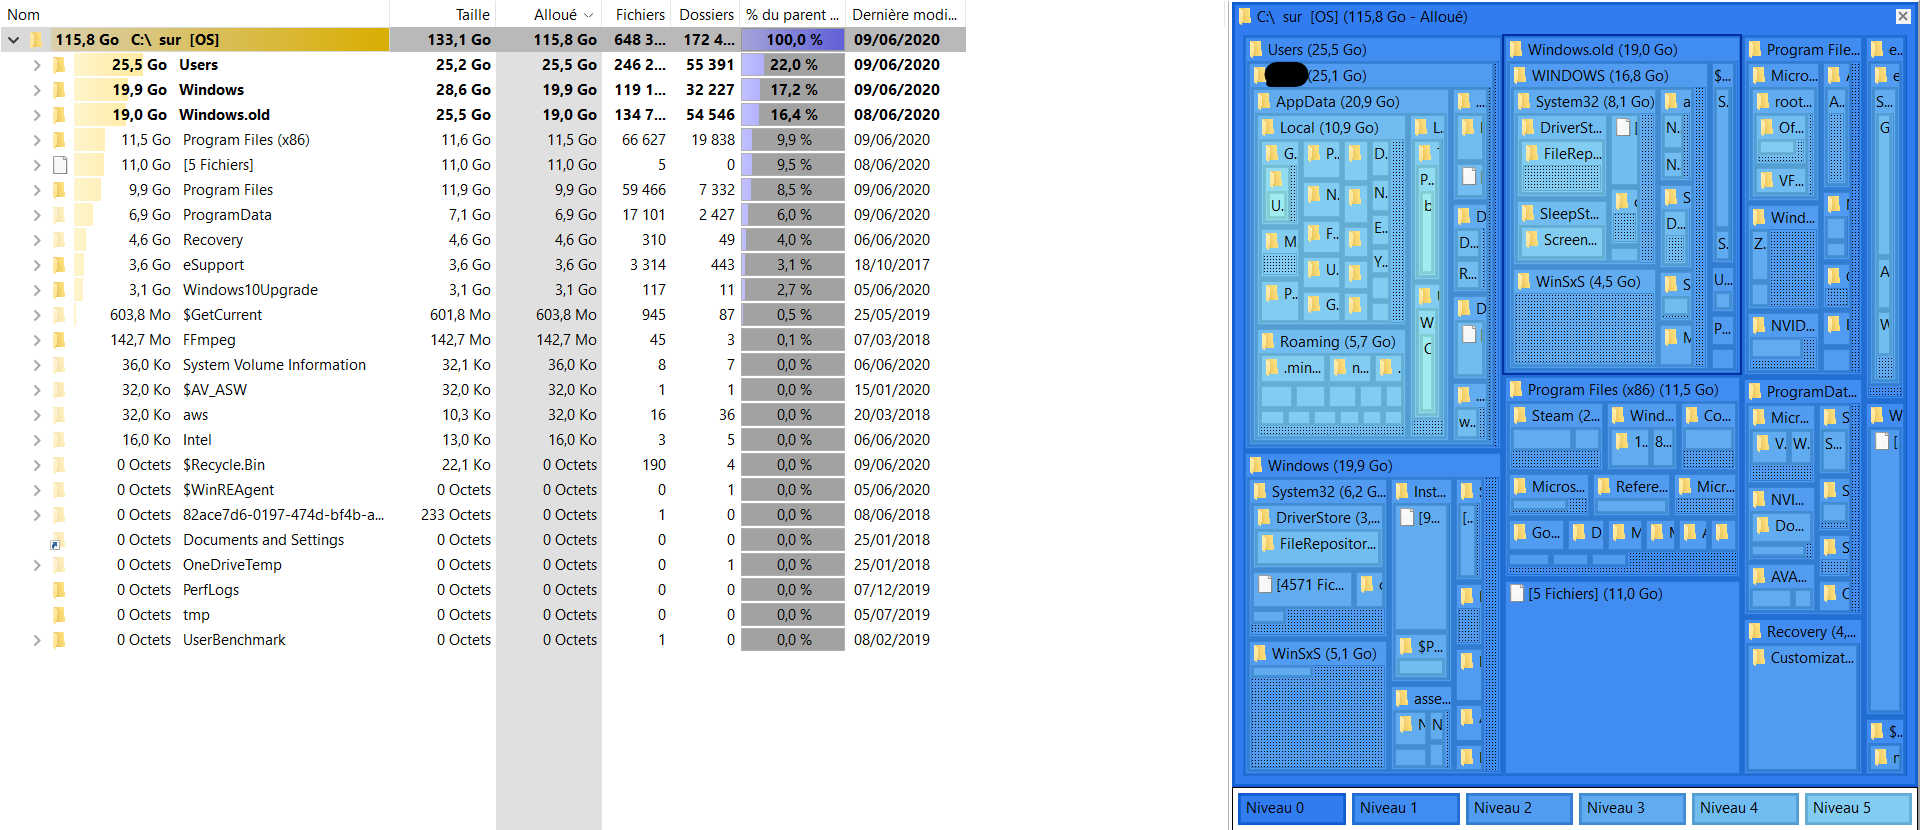 Nom Taille Alloué Fichiers Dossiers % du parent ... Dernière modi...
115,8 Go C:\ sur [OS] 133,1 Go 115,8 Go 648 3... 172 4... 100,0 % 09/06/2020
25,5 Go Users 25,2 Go 25,5 Go 246 2... 55 391 22,0 % 09/06/2020
19,9 Go Windows 28,6 Go 19,9 Go 119 1... 32 227 17,2 % 09/06/2020
19,0 Go Windows.old 25,5 Go 19,0 Go 134 7... 54 546 16,4 % 08/06/2020
11,5 Go Program Files (x86) 11,6 Go 11,5 Go 66 627 19 838 9,9 % 09/06/2020
11,0 Go [5 Fichiers] 11,0 Go 11,0 Go 5 0 9,5 % 08/06/2020
9,9 Go Program Files 11,9 Go 9,9 Go 59 466 7 332 8,5 % 09/06/2020
6,9 Go ProgramData 7,1 Go 6,9 Go 17 101 2 427 6,0 % 09/06/2020
4,6 Go Recovery 4,6 Go 4,6 Go 310 49 4,0 % 06/06/2020
3,6 Go eSupport 3,6 Go 3,6 Go 3 314 443 3,1 % 18/10/2017
3,1 Go Windows10Upgrade 3,1 Go 3,1 Go 117 11 2,7 % 05/06/2020
603,8 Mo $GetCurrent 601,8 Mo 603,8 Mo 945 87 0,5 % 25/05/2019
142,7 Mo FFmpeg 142,7 Mo 142,7 Mo 45 3 0,1 % 07/03/2018
36,0 Ko System Volume Information 32,1 Ko 36,0 Ko 8 7 0,0 % 06/06/2020
32,0 Ko $AV_ASW 32,0 Ko 32,0 Ko 1 1 0,0 % 15/01/2020
32,0 Ko aws 10,3 Ko 32,0 Ko 16 36 0,0 % 20/03/2018
16,0 Ko Intel 13,0 Ko 16,0 Ko 3 5 0,0 % 06/06/2020
0 Octets $Recycle.Bin 22,1 Ko 0 Octets 190 4 0,0 % 09/06/2020
0 Octets $WinREAgent 0 Octets 0 Octets 0 1 0,0 % 05/06/2020
0 Octets 82ace7d6-0197-474d-bf4b-a... 233 Octets 0 Octets 1 0 0,0 % 08/06/2018
0 Octets Documents and Settings 0 Octets 0 Octets 0 0 0,0 % 25/01/2018
0 Octets OneDriveTemp 0 Octets 0 Octets 0 1 0,0 % 25/01/2018
0 Octets PerfLogs 0 Octets 0 Octets 0 0 0,0 % 07/12/2019
0 Octets tmp 0 Octets 0 Octets 0 0 0,0 % 05/07/2019
0 Octets UserBenchmark 0 Octets 0 Octets 1 0 0,0 % 08/02/2019
C:\ sur [OS] (115,8 Go - Alloué)
Users (25,5 Go)
(25,1 Go)
AppData (20,9 Go)
Local (10,9 Go) L.
G. P.. D.
N. N.
U. P.. b
M F.. E..
U. Y..
P.. G. W. C
Roaming (5,7 Go)
.min... n...
D
D...
R...
D
w..
Windows (19,9 Go)
System32 (6,2 G...
DriverStore (3,...
FileRepositor...
[4571 Fic...
WinSxS (5,1 Go)
Inst...
[9...
$P...
asse...
N N
Windows.old (19,0 Go)
WINDOWS (16,8 Go)
System32 (8,1 Go)
DriverSt...
FileRep...
SleepSt...
Screen...
WinSxS (4,5 Go)
a
N.
N.
S
D...
S
M
$...
S.
S.
U...
P...
Program Files (x86) (11,5 Go)
Steam (2... Wind... Co...
1.. 8...
Micros... Refere... Micr...
Go... D M
[5 Fichiers] (11,0 Go)
Program File...
Micro...
root...
Of...
VF...
A...
Wind...
Z.
NVID...
ProgramDat...
Micr... S
V. W. S...
NVI...
Do...
AVA...
Recovery (4,...
Customizat...
e..
e
S...
G
A
W
W
$..
Niveau 0 Niveau 1 Niveau 2 Niveau 3 Niveau 4 Niveau 5